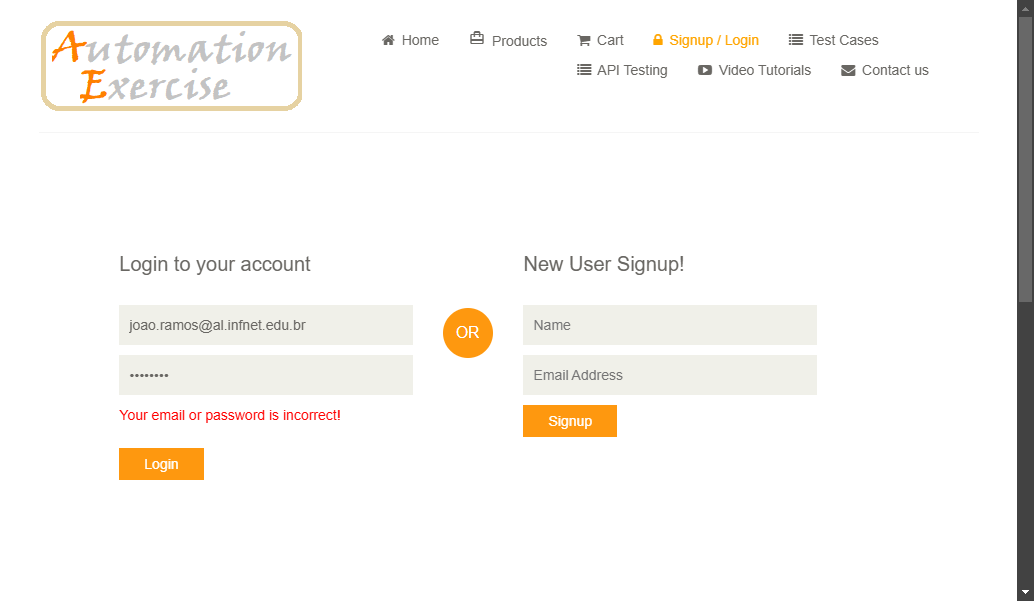 Automation
Exercise
Home Products Cart Signup / Login Test Cases
API Testing Video Tutorials Contact us
Login to your account
joao.ramos@al.infnet.edu.br
••••••••
Your email or password is incorrect!
Login
OR
New User Signup!
Name
Email Address
Signup